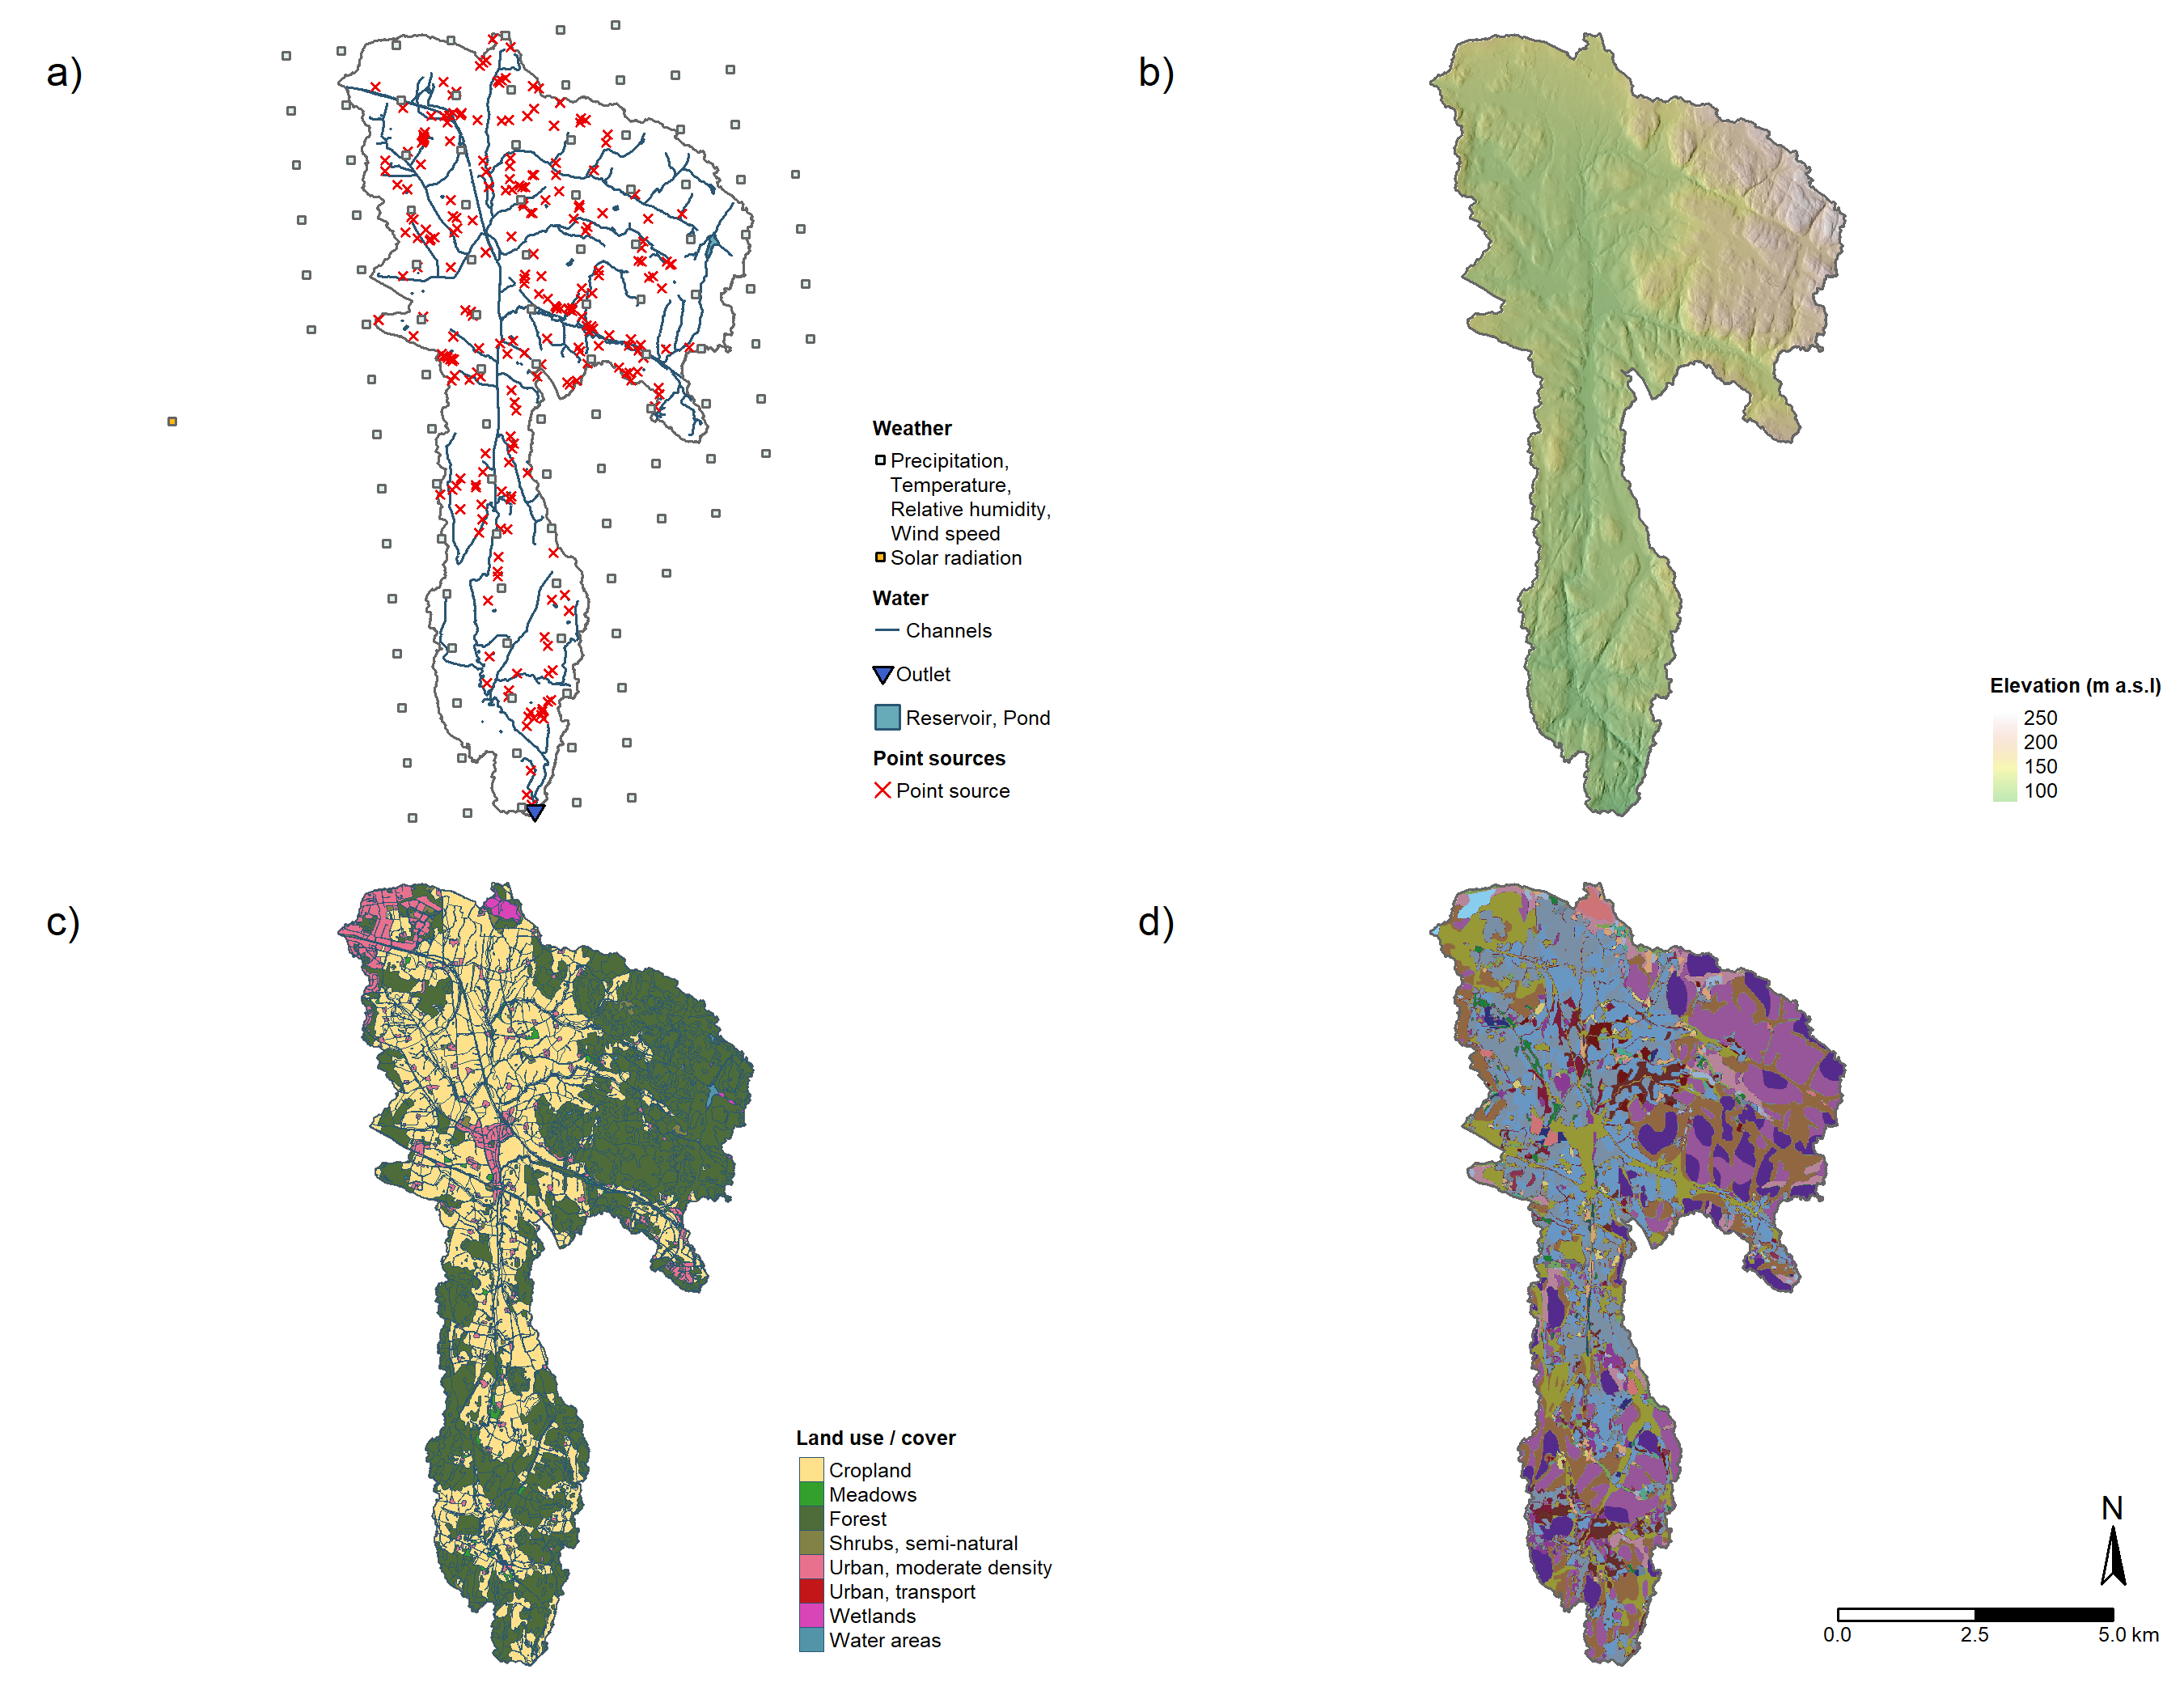 a)
b)
Weather
Precipitation,
Temperature,
Relative humidity,
Wind speed
Solar radiation
Water
Channels
Outlet
Reservoir, Pond
Point sources
Point source
Elevation (m a.s.l)
250
200
150
100
c)
d)
Land use / cover
Cropland
Meadows
Forest
Shrubs, semi-natural
Urban, moderate density
Urban, transport
Wetlands
Water areas
N
0.0 2.5 5.0 km